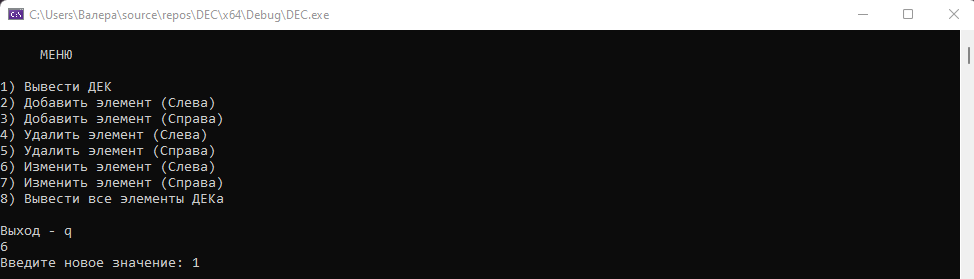 C:\Users\Валера\source\repos\DEC\x64\Debug\DEC.exe
МЕНЮ
1) Вывести ДЕК
2) Добавить элемент (Слева)
3) Добавить элемент (Справа)
4) Удалить элемент (Слева)
5) Удалить элемент (Справа)
6) Изменить элемент (Слева)
7) Изменить элемент (Справа)
8) Вывести все элементы ДЕКа
Выход - q
6
Введите новое значение: 1